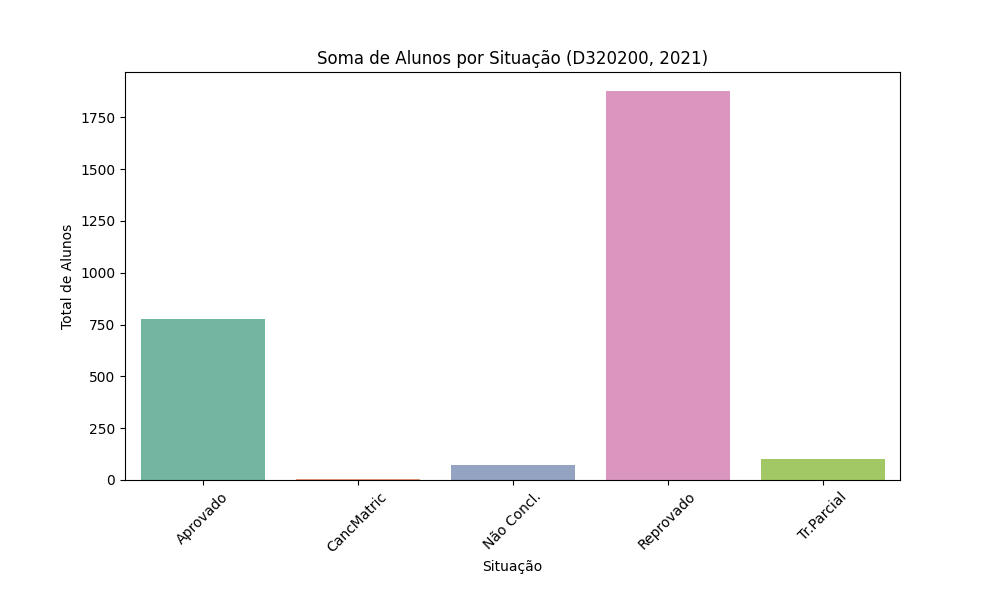 Soma de Alunos por Situação (D320200, 2021)
Total de Alunos
1750
1500
1250
1000
750
500
250
0
Aprovado
CancMatric
Não Concl.
Reprovado
Tr.Parcial
Situação